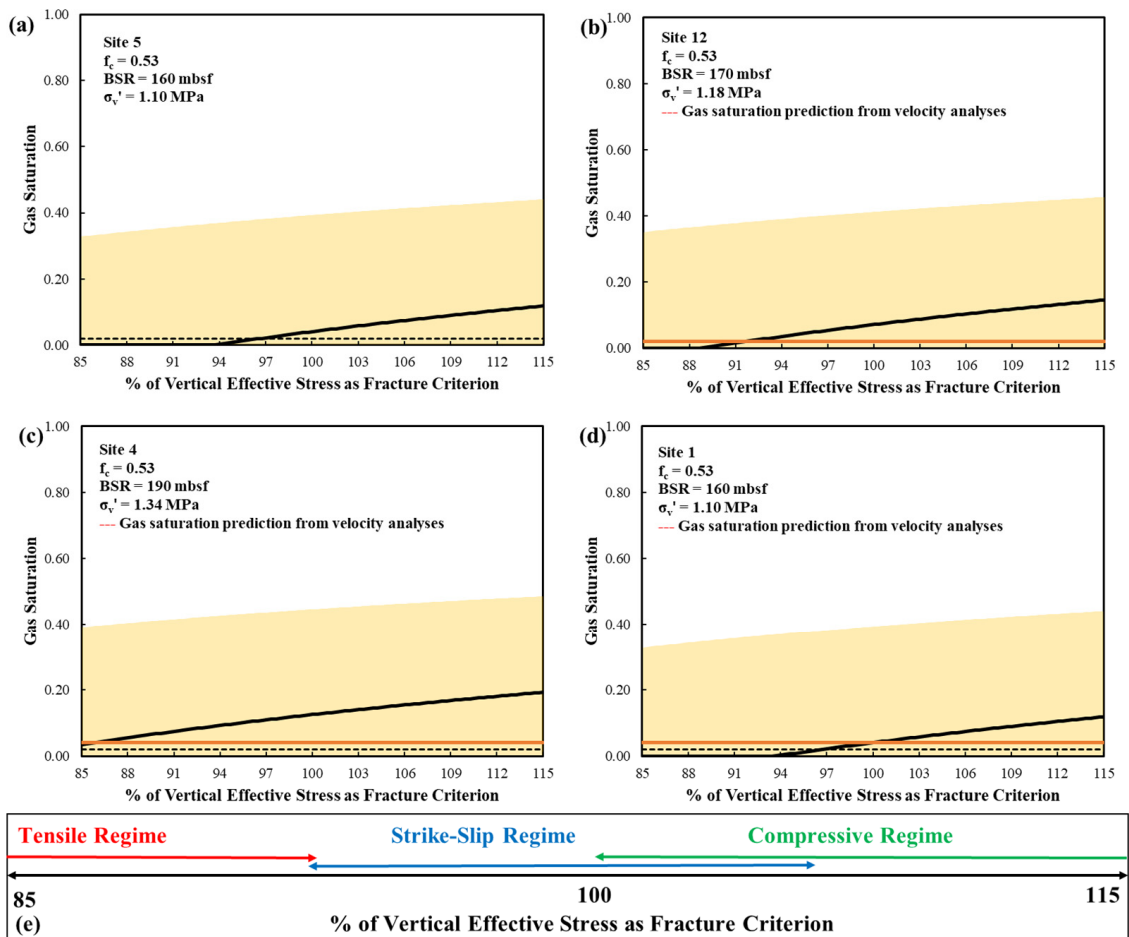 (a)
1.00
0.80
0.60
0.40
0.20
0.00
Gas Saturation
Site 5
f_c = 0.53
BSR = 160 mbsf
σ_v' = 1.10 MPa
85 88 91 94 97 100 103 106 109 112 115
% of Vertical Effective Stress as Fracture Criterion
(b)
1.00
0.80
0.60
0.40
0.20
0.00
Gas Saturation
Site 12
f_c = 0.53
BSR = 170 mbsf
σ_v' = 1.18 MPa
--- Gas saturation prediction from velocity analyses
85 88 91 94 97 100 103 106 109 112 115
% of Vertical Effective Stress as Fracture Criterion
(c)
1.00
0.80
0.60
0.40
0.20
0.00
Gas Saturation
Site 4
f_c = 0.53
BSR = 190 mbsf
σ_v' = 1.34 MPa
--- Gas saturation prediction from velocity analyses
85 88 91 94 97 100 103 106 109 112 115
% of Vertical Effective Stress as Fracture Criterion
(d)
1.00
0.80
0.60
0.40
0.20
0.00
Gas Saturation
Site 1
f_c = 0.53
BSR = 160 mbsf
σ_v' = 1.10 MPa
--- Gas saturation prediction from velocity analyses
85 88 91 94 97 100 103 106 109 112 115
% of Vertical Effective Stress as Fracture Criterion
Tensile Regime Strike-Slip Regime Compressive Regime
85 100 115
(e) % of Vertical Effective Stress as Fracture Criterion